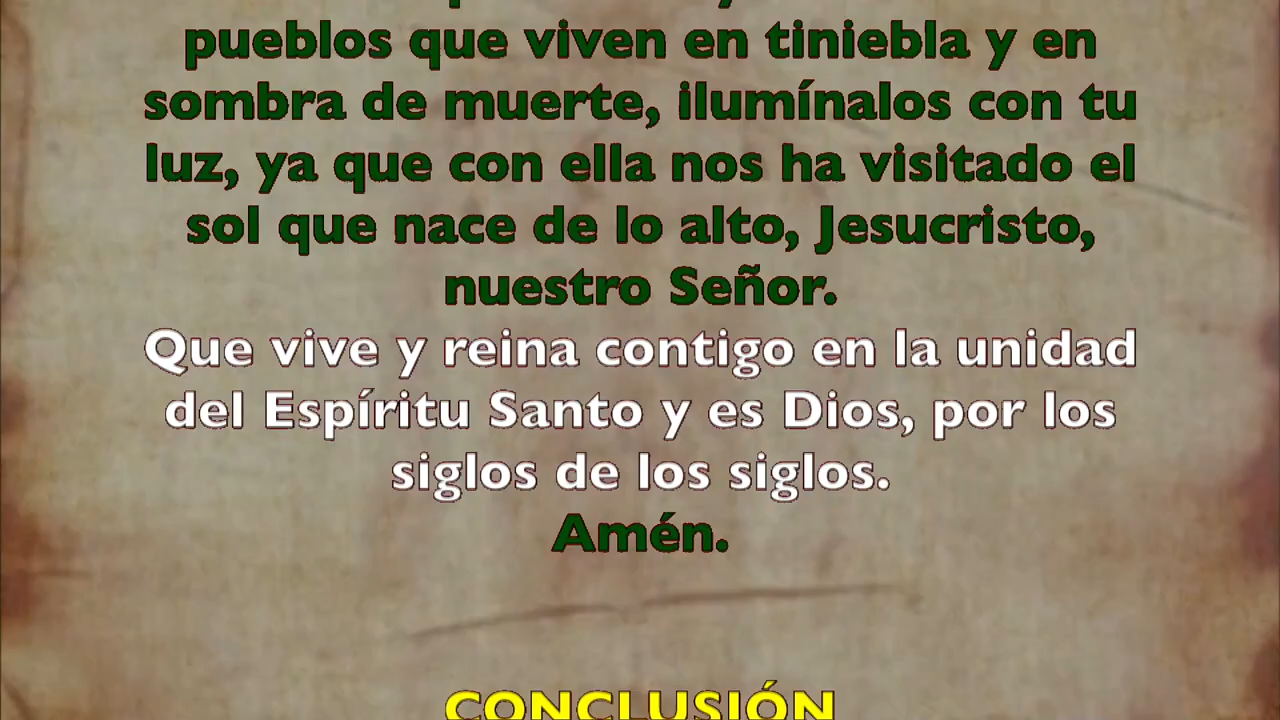 pueblos que viven en tiniebla y en
sombra de muerte, ilumínalos con tu
luz, ya que con ella nos ha visitado el
sol que nace de lo alto, Jesucristo,
nuestro Señor.
Que vive y reina contigo en la unidad
del Espíritu Santo y es Dios, por los
siglos de los siglos.
Amén.
CONCLUSIÓN